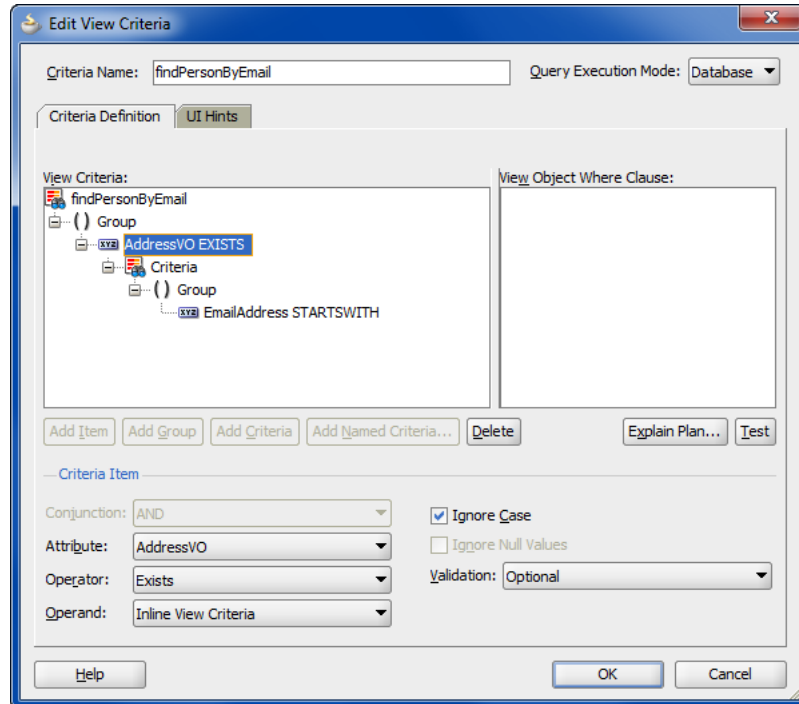 Edit View Criteria
Criteria Name: findPersonByEmail Query Execution Mode: Database
Criteria Definition UI Hints
View Criteria: View Object Where Clause:
findPersonByEmail
( ) Group
XYZ AddressVO EXISTS
Criteria
( ) Group
XYZ EmailAddress STARTSWITH
Add Item Add Group Add Criteria Add Named Criteria... Delete Explain Plan... Test
Criteria Item
Conjunction: AND Ignore Case
Attribute: AddressVO Ignore Null Values
Operator: Exists Validation: Optional
Operand: Inline View Criteria
Help OK Cancel